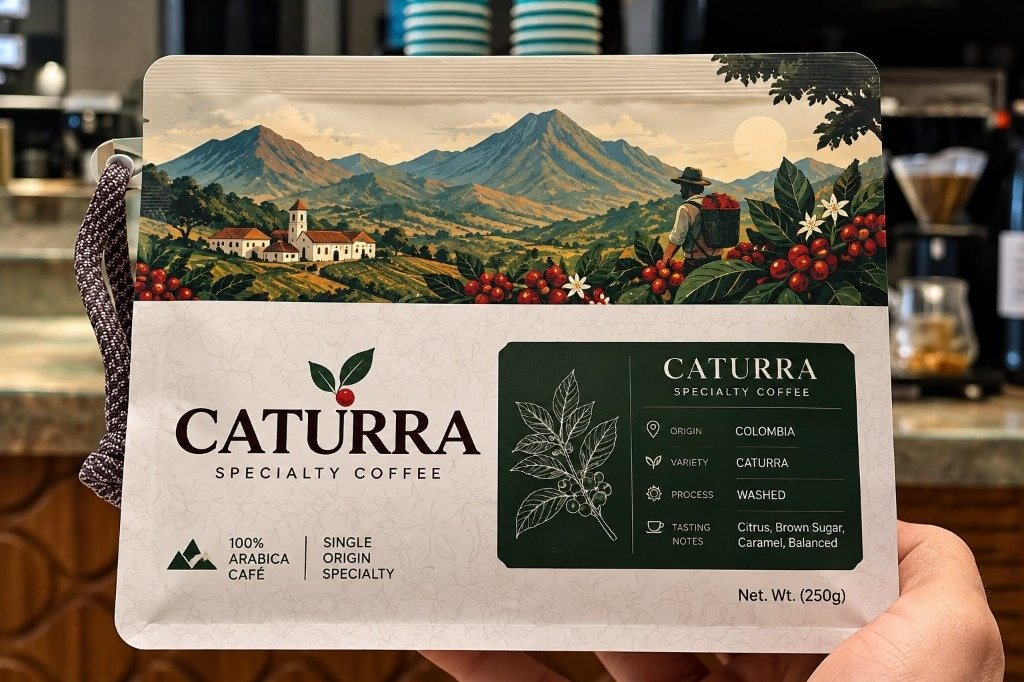 CATURRA
SPECIALTY COFFEE
100%
ARABICA
CAFÉ
SINGLE
ORIGIN
SPECIALTY
CATURRA
SPECIALTY COFFEE
ORIGIN COLOMBIA
VARIETY CATURRA
PROCESS WASHED
TASTING NOTES Citrus, Brown Sugar,
Caramel, Balanced
Net. Wt. (250g)